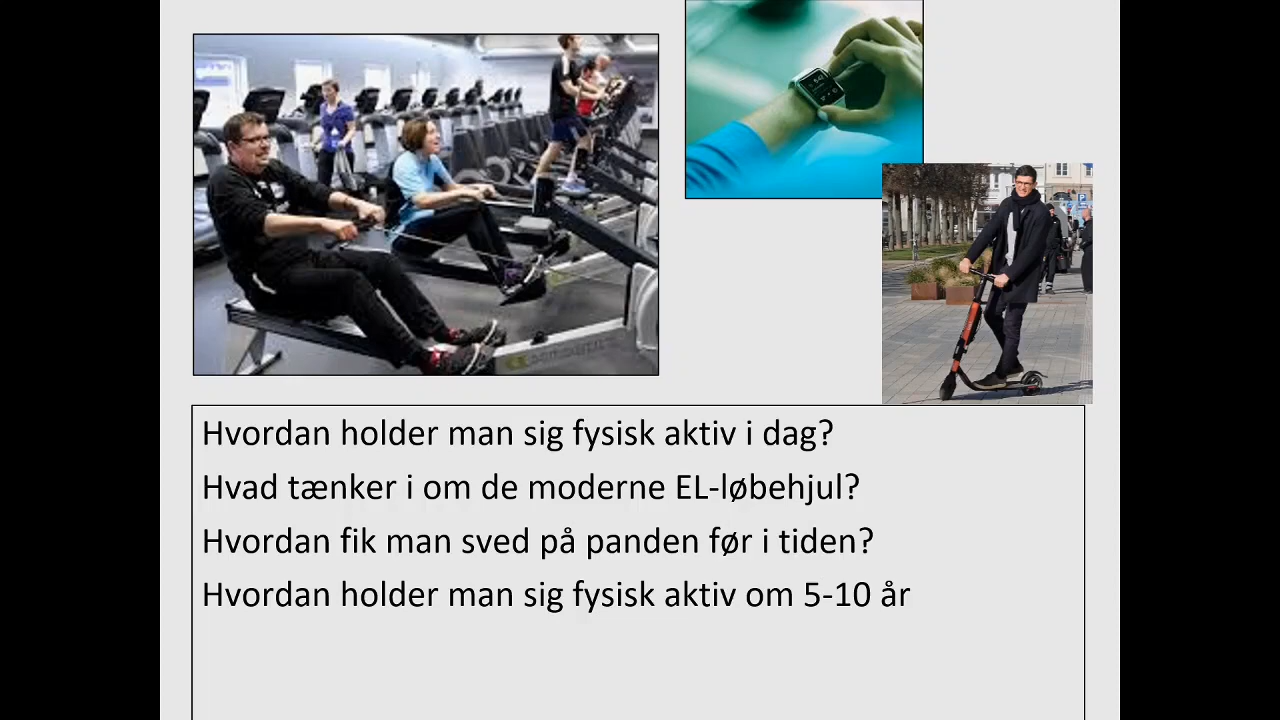 Hvordan holder man sig fysisk aktiv i dag?
Hvad tænker i om de moderne EL-løbehjul?
Hvordan fik man sved på panden før i tiden?
Hvordan holder man sig fysisk aktiv om 5-10 år